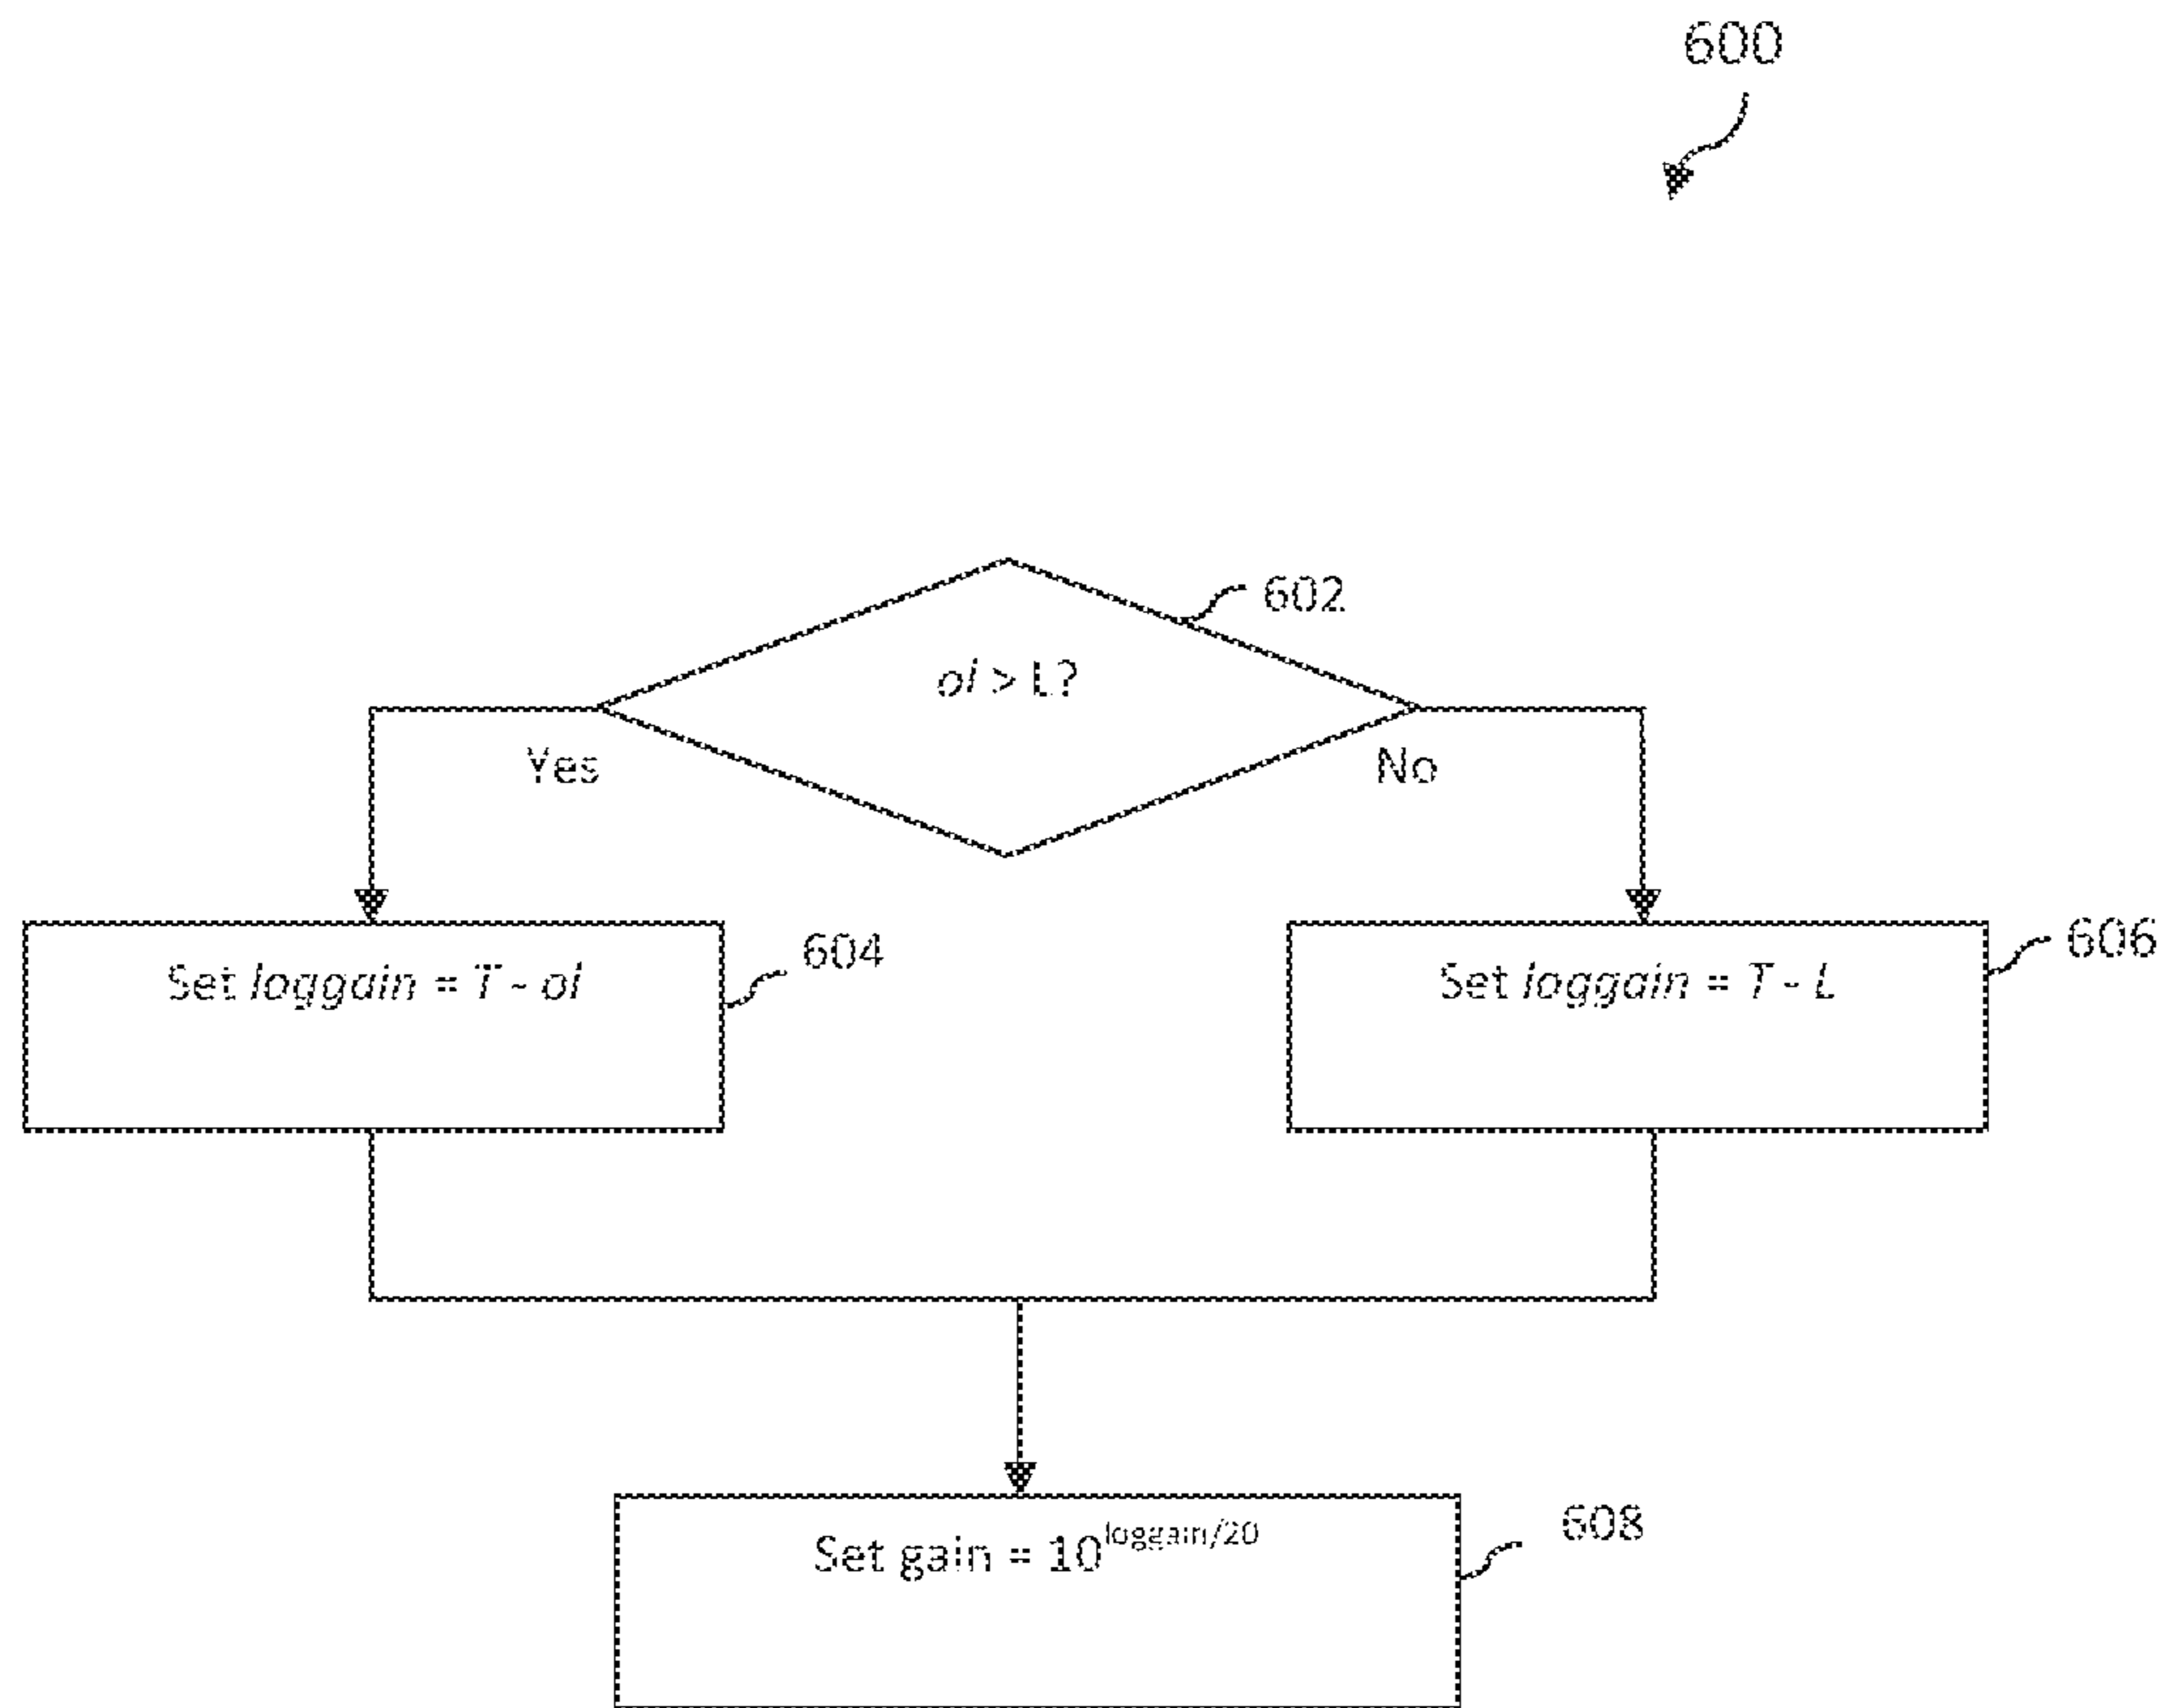 600
602
ol > L?
Yes
No
Set loggain = T - ol
604
Set loggain = T - L
606
Set gain = 10^loggain/20
608